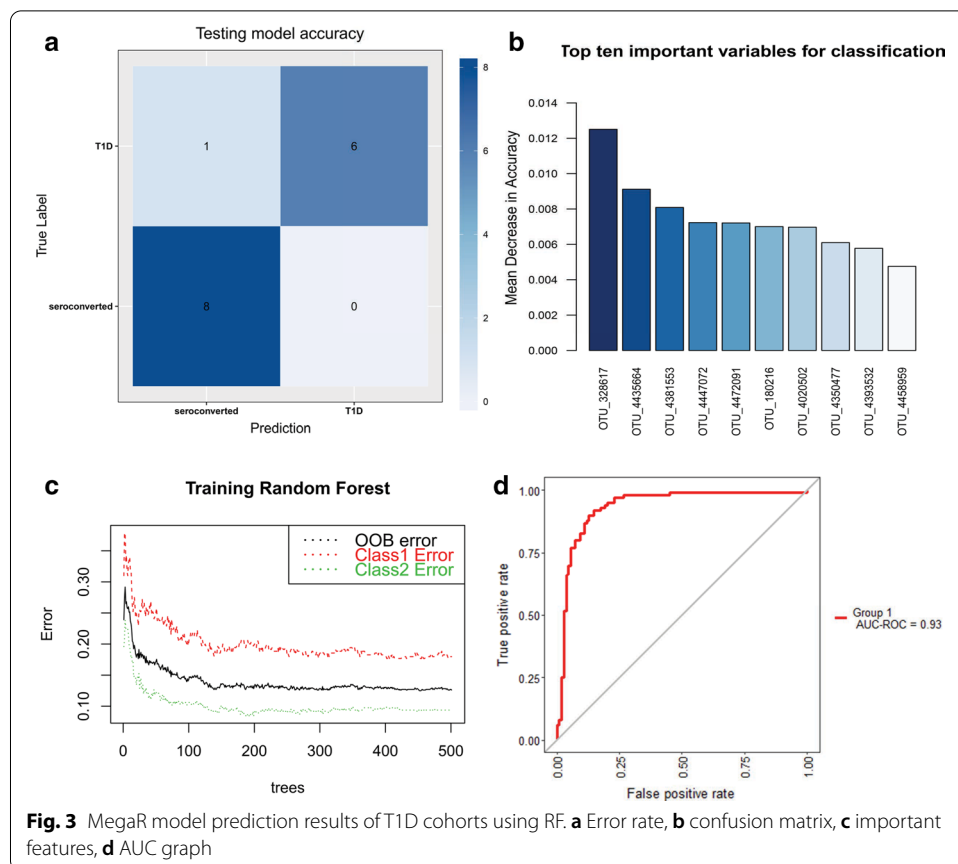 a
Testing model accuracy
True Label
T1D
seroconverted
1
6
8
0
seroconverted
T1D
Prediction
8
6
4
2
0
b
Top ten important variables for classification
Mean Decrease in Accuracy
0.014
0.012
0.010
0.008
0.006
0.004
0.002
0.000
OTU_328617
OTU_4435664
OTU_4381553
OTU_4447072
OTU_4472091
OTU_180216
OTU_4020502
OTU_4350477
OTU_4393532
OTU_4458959
c
Training Random Forest
OOB error
Class1 Error
Class2 Error
Error
0.30
0.20
0.10
0
100
200
300
400
500
trees
d
True positive rate
1.00
0.75
0.50
0.25
0.00
0.00
0.25
0.50
0.75
1.00
False positive rate
Group 1
AUC-ROC = 0.93
Fig. 3 MegaR model prediction results of T1D cohorts using RF. a Error rate, b confusion matrix, c important
features, d AUC graph